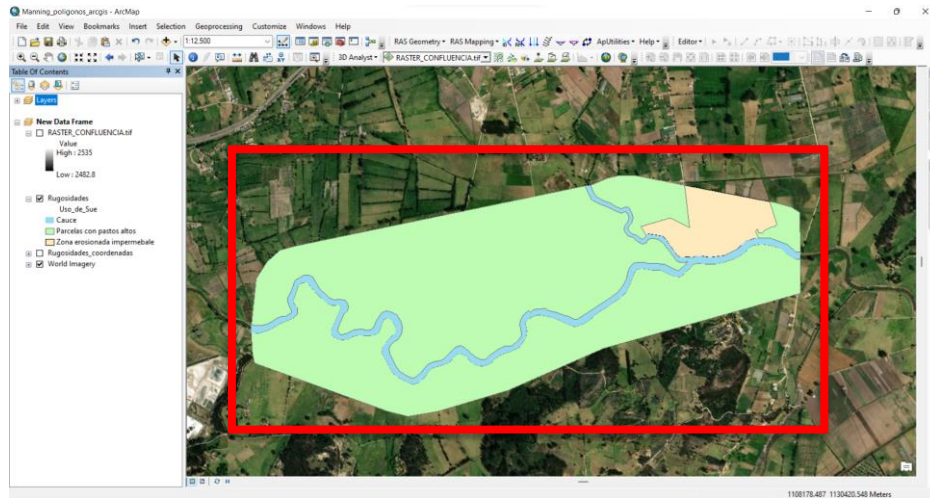 Manning_poligonos_arcgis - ArcMap
File Edit View Bookmarks Insert Selection Geoprocessing Customize Windows Help
1:12.500 RAS Geometry RAS Mapping ApUtilities Help Editor
3D Analyst RASTER_CONFLUENCIA.tif
Table Of Contents
Layers
New Data Frame
RASTER_CONFLUENCIA.tif
Value
High : 2535
Low : 2482.8
Rugosidades
Uso_de_Sue
Cauce
Parcelas con pastos altos
Zona erosionada impermebale
Rugosidades_coordenadas
World Imagery
1108178.487 1130420.548 Meters